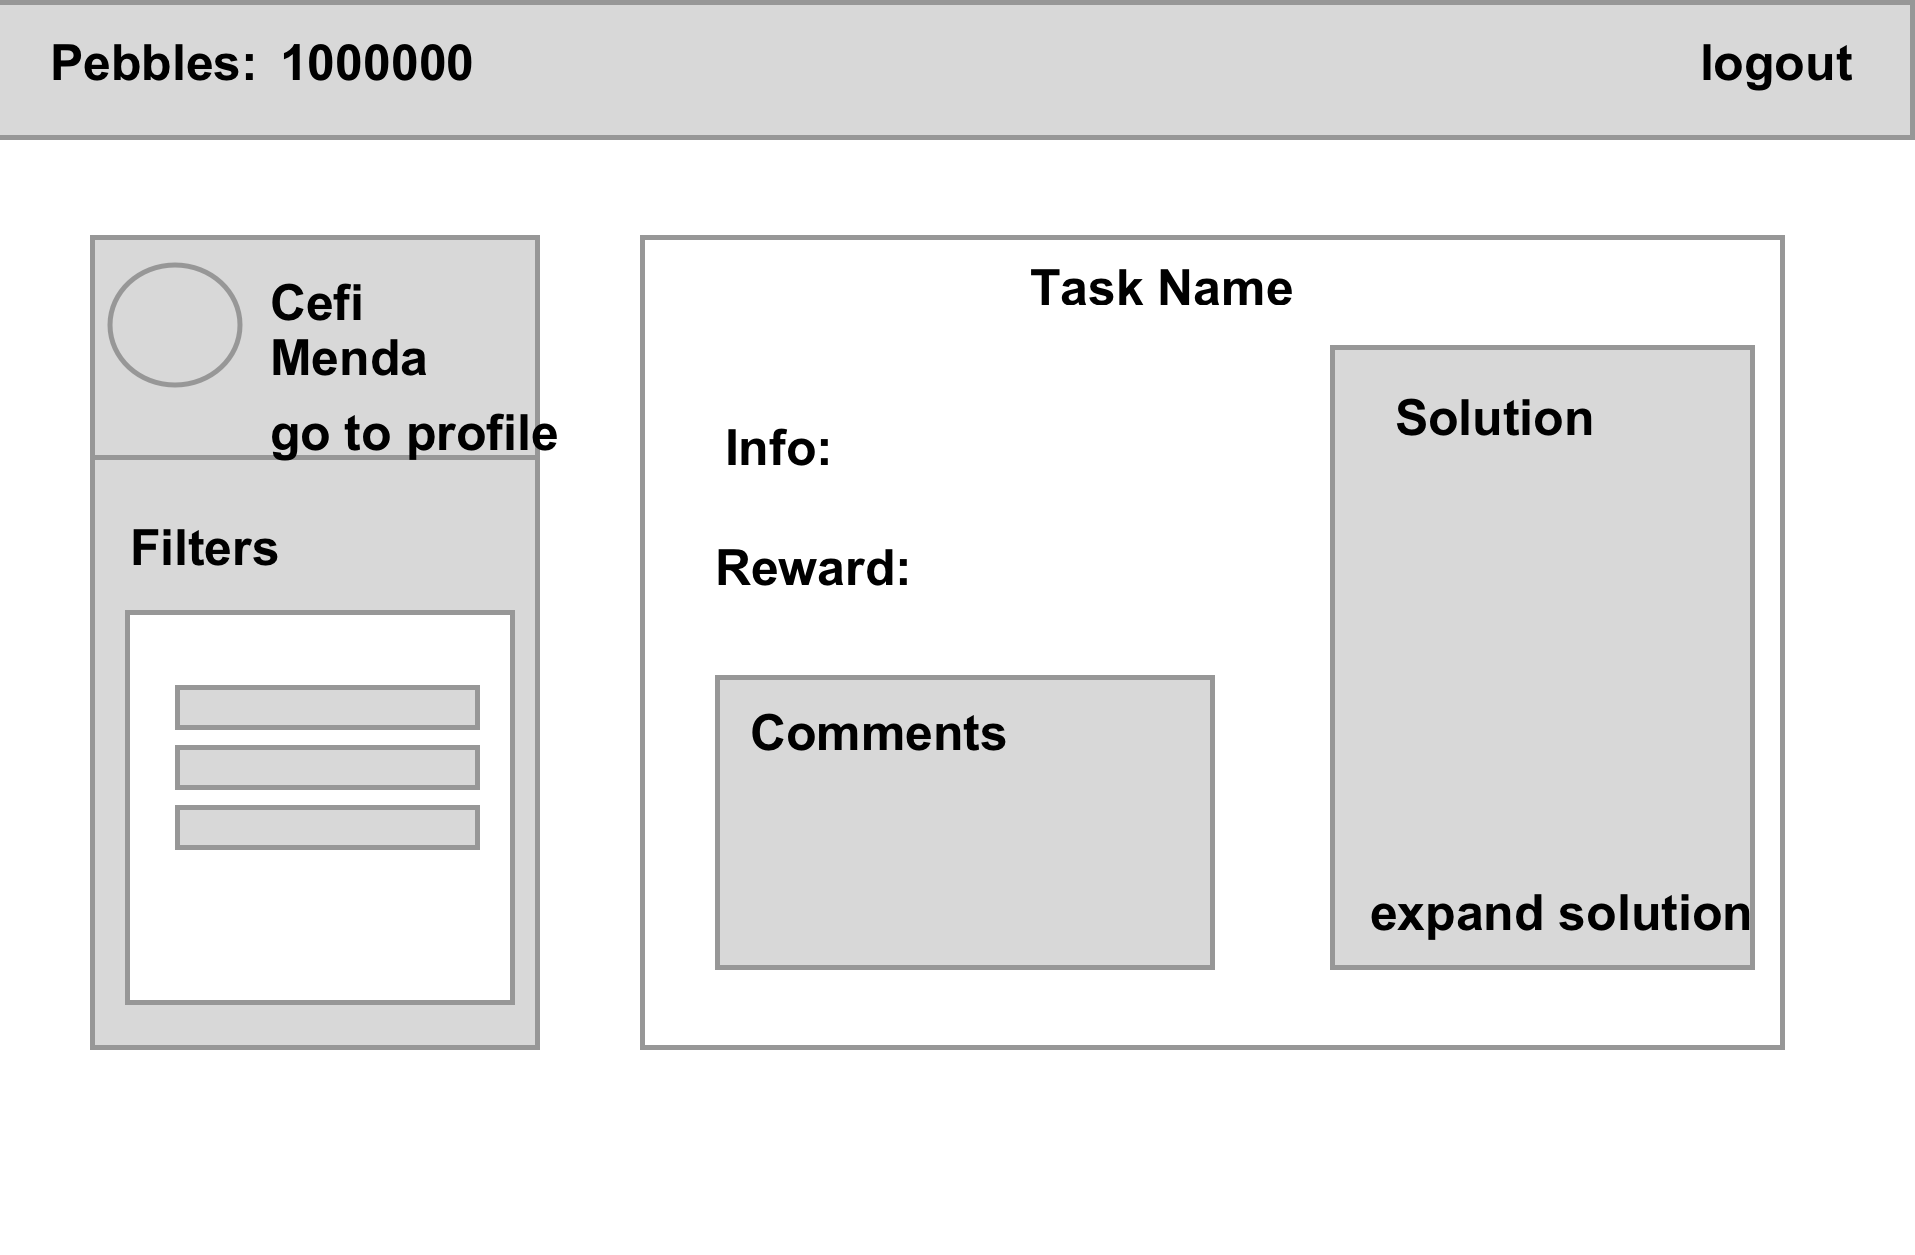 Pebbles: 1000000
logout
Cefi
Menda
go to profile
Filters
Task Name
Info:
Reward:
Comments
Solution
expand solution